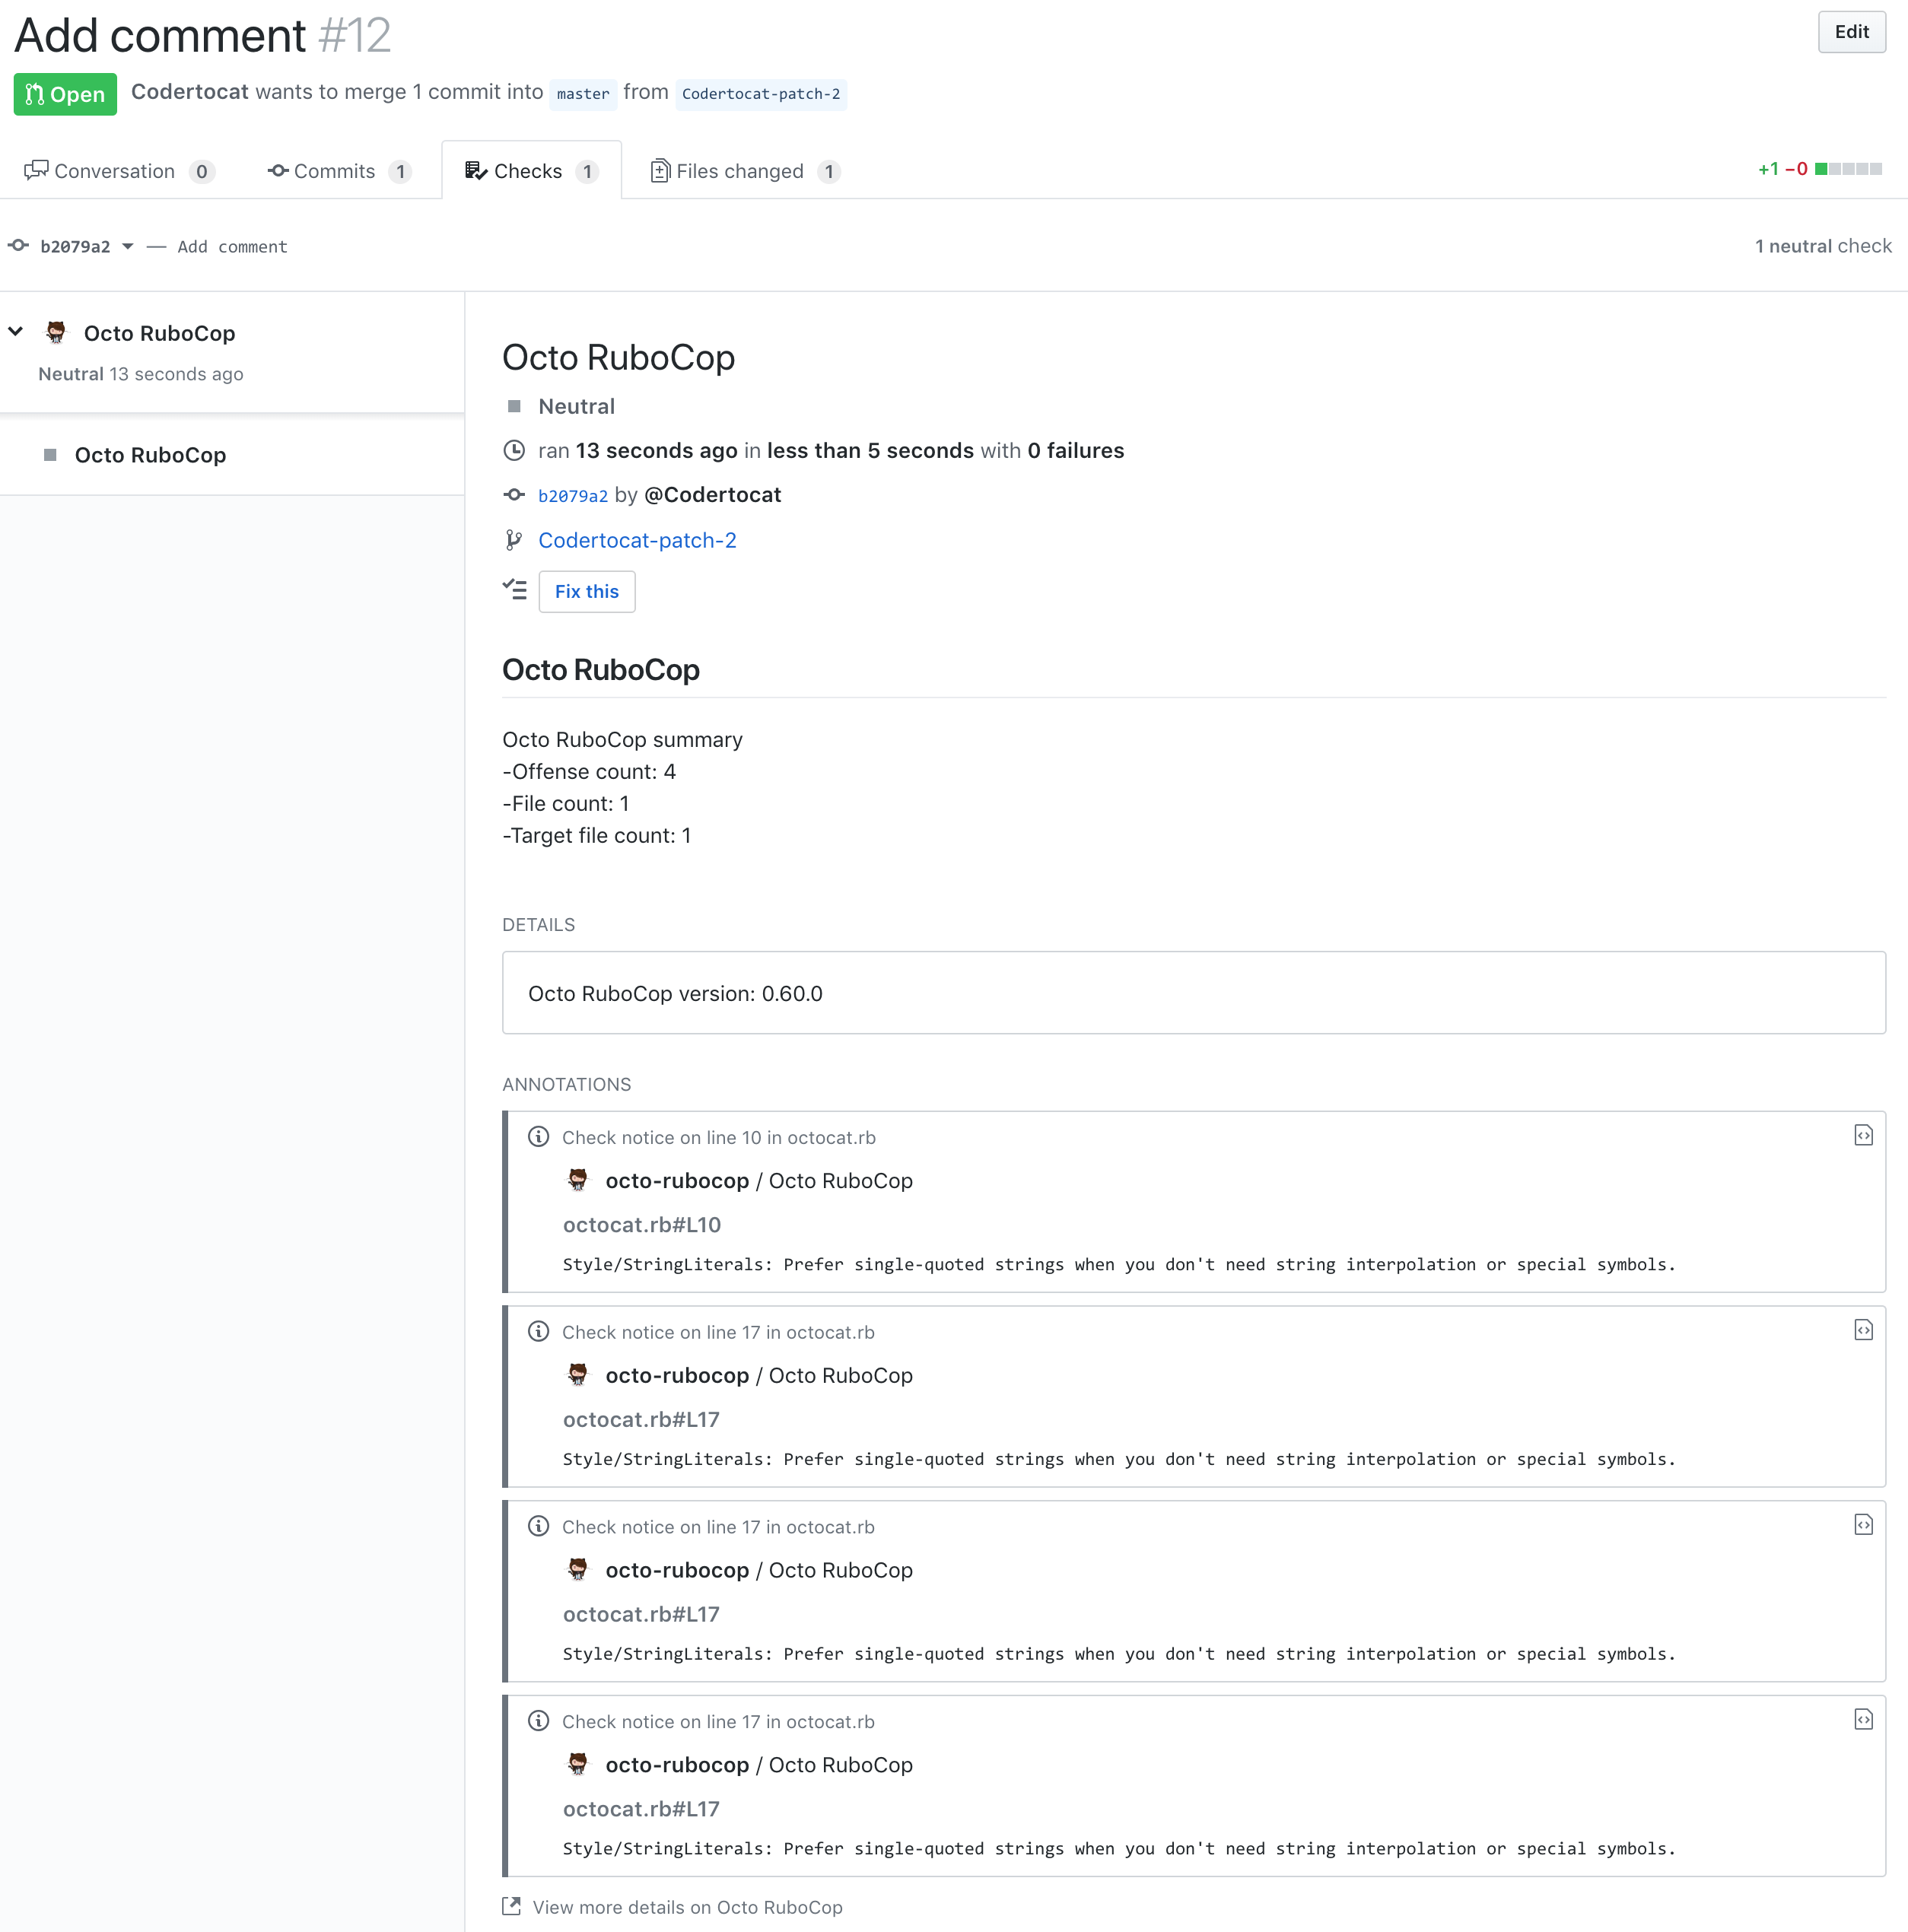 Add comment #12
Edit
Open Codertocat wants to merge 1 commit into master from Codertocat-patch-2
Conversation 0 Commits 1 Checks 1 Files changed 1 +1 −0
b2079a2 — Add comment 1 neutral check
Octo RuboCop
Neutral 13 seconds ago
Octo RuboCop
Octo RuboCop
Neutral
ran 13 seconds ago in less than 5 seconds with 0 failures
b2079a2 by @Codertocat
Codertocat-patch-2
Fix this
Octo RuboCop
Octo RuboCop summary
-Offense count: 4
-File count: 1
-Target file count: 1
DETAILS
Octo RuboCop version: 0.60.0
ANNOTATIONS
Check notice on line 10 in octocat.rb
octo-rubocop / Octo RuboCop
octocat.rb#L10
Style/StringLiterals: Prefer single-quoted strings when you don't need string interpolation or special symbols.
Check notice on line 17 in octocat.rb
octo-rubocop / Octo RuboCop
octocat.rb#L17
Style/StringLiterals: Prefer single-quoted strings when you don't need string interpolation or special symbols.
Check notice on line 17 in octocat.rb
octo-rubocop / Octo RuboCop
octocat.rb#L17
Style/StringLiterals: Prefer single-quoted strings when you don't need string interpolation or special symbols.
Check notice on line 17 in octocat.rb
octo-rubocop / Octo RuboCop
octocat.rb#L17
Style/StringLiterals: Prefer single-quoted strings when you don't need string interpolation or special symbols.
View more details on Octo RuboCop